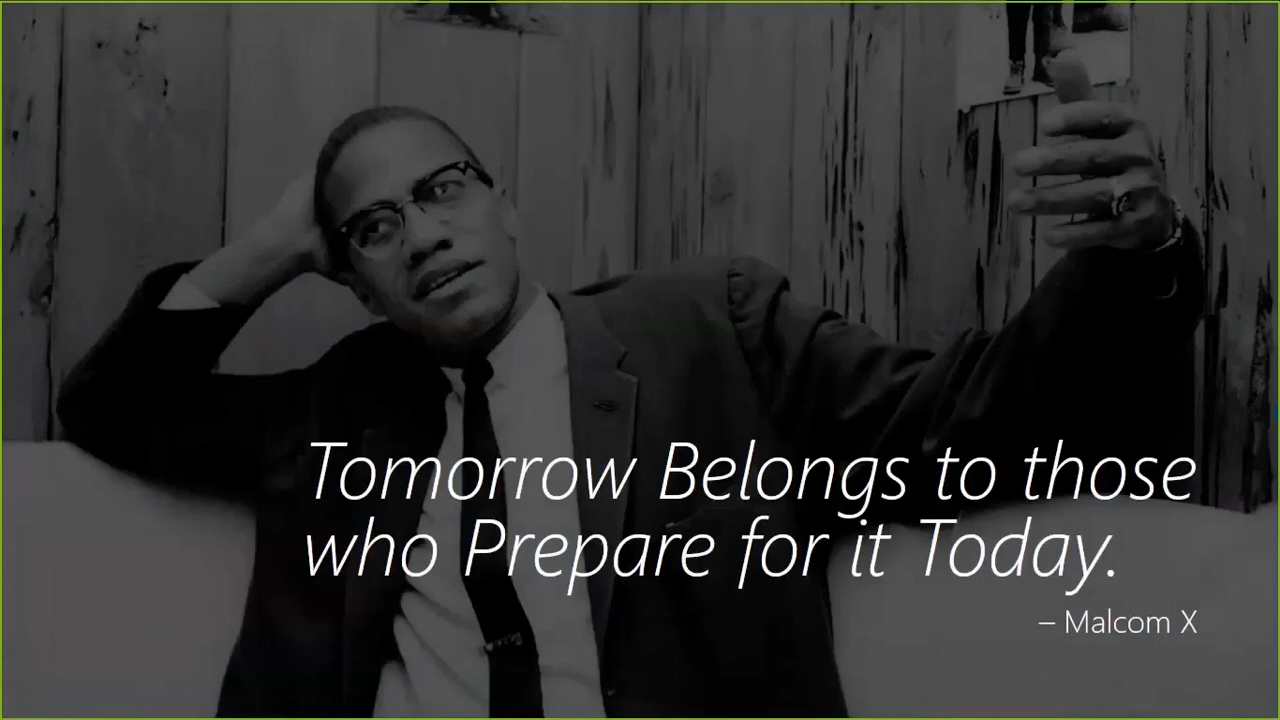 Tomorrow Belongs to those
who Prepare for it Today.
– Malcom X